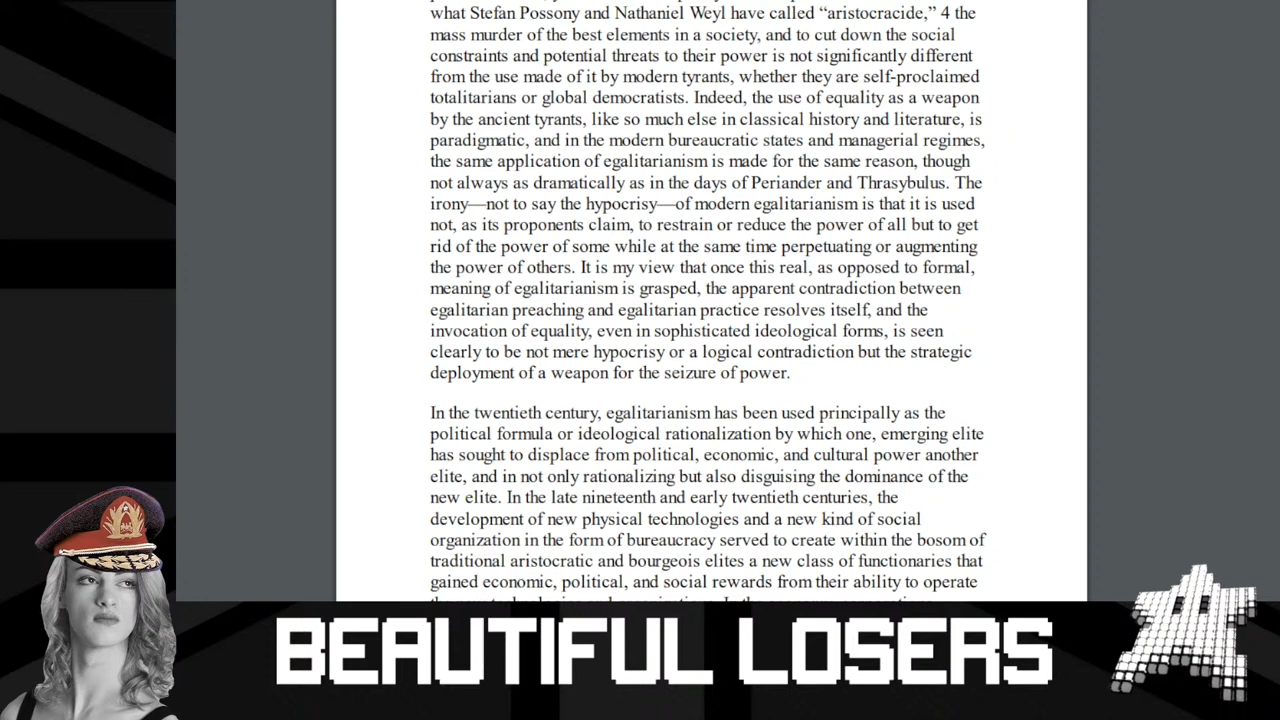 what Stefan Possony and Nathaniel Weyl have called “aristocracide,” 4 the
mass murder of the best elements in a society, and to cut down the social
constraints and potential threats to their power is not significantly different
from the use made of it by modern tyrants, whether they are self-proclaimed
totalitarians or global democratists. Indeed, the use of equality as a weapon
by the ancient tyrants, like so much else in classical history and literature, is
paradigmatic, and in the modern bureaucratic states and managerial regimes,
the same application of egalitarianism is made for the same reason, though
not always as dramatically as in the days of Periander and Thrasybulus. The
irony—not to say the hypocrisy—of modern egalitarianism is that it is used
not, as its proponents claim, to restrain or reduce the power of all but to get
rid of the power of some while at the same time perpetuating or augmenting
the power of others. It is my view that once this real, as opposed to formal,
meaning of egalitarianism is grasped, the apparent contradiction between
egalitarian preaching and egalitarian practice resolves itself, and the
invocation of equality, even in sophisticated ideological forms, is seen
clearly to be not mere hypocrisy or a logical contradiction but the strategic
deployment of a weapon for the seizure of power.
In the twentieth century, egalitarianism has been used principally as the
political formula or ideological rationalization by which one, emerging elite
has sought to displace from political, economic, and cultural power another
elite, and in not only rationalizing but also disguising the dominance of the
new elite. In the late nineteenth and early twentieth centuries, the
development of new physical technologies and a new kind of social
organization in the form of bureaucracy served to create within the bosom of
traditional aristocratic and bourgeois elites a new class of functionaries that
gained economic, political, and social rewards from their ability to operate
BEAUTIFUL LOSERS